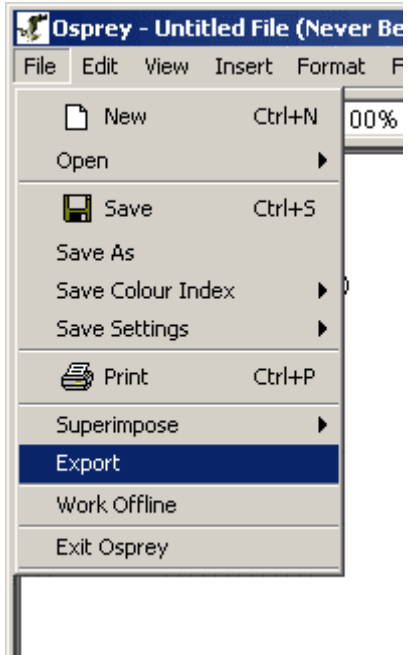 Osprey - Untitled File (Never Be
File Edit View Insert Format F
New Ctrl+N 00%
Open
Save Ctrl+S
Save As
Save Colour Index
Save Settings
Print Ctrl+P
Superimpose
Export
Work Offline
Exit Osprey